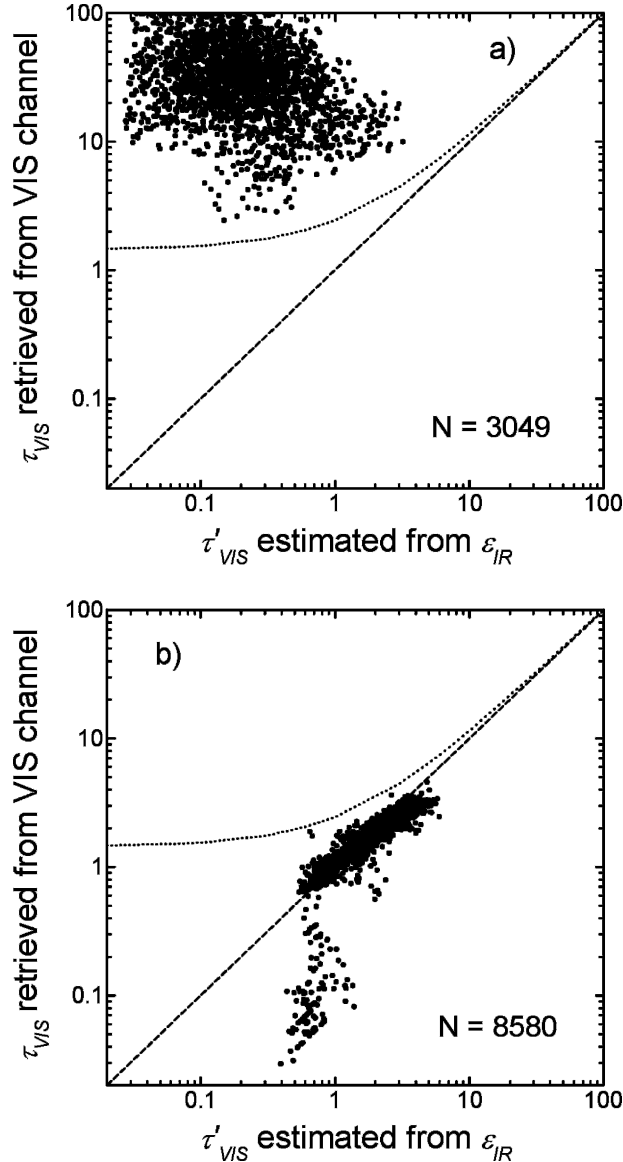 100
a)
10
τVIS retrieved from VIS channel
1
0.1
N = 3049
0.1 1 10 100
τ'VIS estimated from εIR
100
b)
10
τVIS retrieved from VIS channel
1
0.1
N = 8580
0.1 1 10 100
τ'VIS estimated from εIR